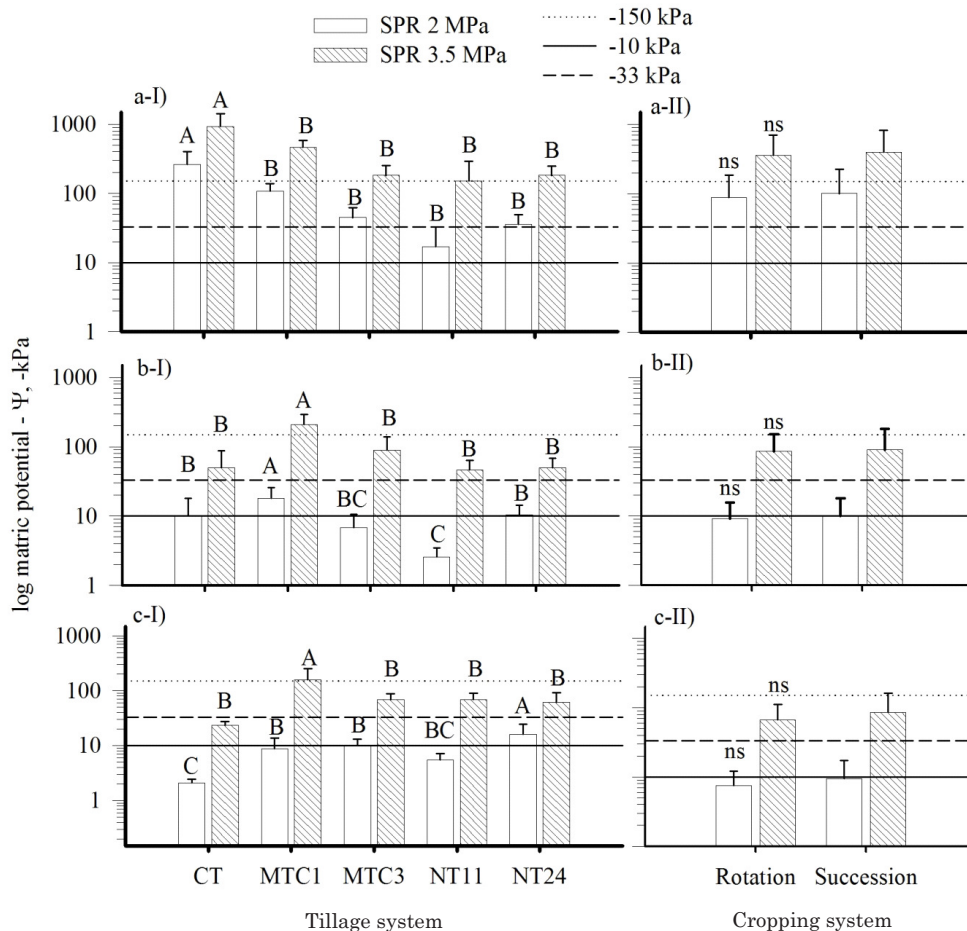 SPR 2 MPa
SPR 3.5 MPa
-150 kPa
-10 kPa
-33 kPa
log matric potential - Ψ, -kPa
a-I)
1000
100
10
1
A A B B B B B B B B
a-II)
ns ns
b-I)
1000
100
10
1
B B A A BC B C B B B
b-II)
ns ns
c-I)
1000
100
10
1
C B B A B B BC B A B
c-II)
ns ns
CT MTC1 MTC3 NT11 NT24
Rotation Succession
Tillage system
Cropping system